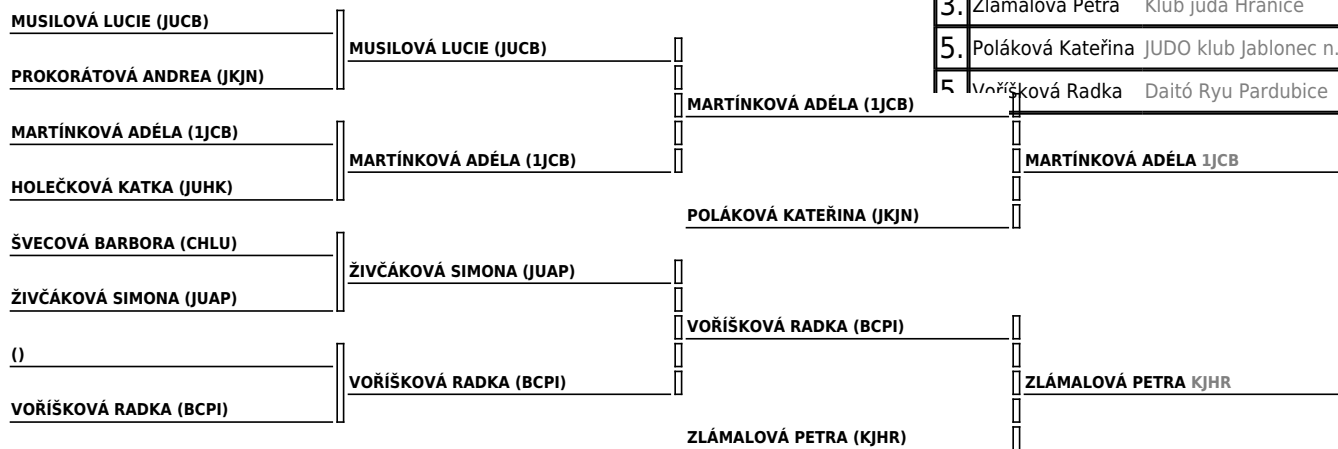 MUSILOVÁ LUCIE (JUCB)
PROKORÁTOVÁ ANDREA (JKJN)
MARTÍNKOVÁ ADÉLA (1JCB)
HOLEČKOVÁ KATKA (JUHK)
ŠVECOVÁ BARBORA (CHLU)
ŽIVČÁKOVÁ SIMONA (JUAP)
()
VOŘÍŠKOVÁ RADKA (BCPI)
MUSILOVÁ LUCIE (JUCB)
MARTÍNKOVÁ ADÉLA (1JCB)
ŽIVČÁKOVÁ SIMONA (JUAP)
VOŘÍŠKOVÁ RADKA (BCPI)
MARTÍNKOVÁ ADÉLA (1JCB)
POLÁKOVÁ KATEŘINA (JKJN)
VOŘÍŠKOVÁ RADKA (BCPI)
ZLÁMALOVÁ PETRA (KJHR)
MARTÍNKOVÁ ADÉLA 1JCB
ZLÁMALOVÁ PETRA KJHR
3. Zlámalová Petra Klub juda Hranice
5. Poláková Kateřina JUDO klub Jablonec n.
5 Voříšková Radka Daitó Ryu Pardubice